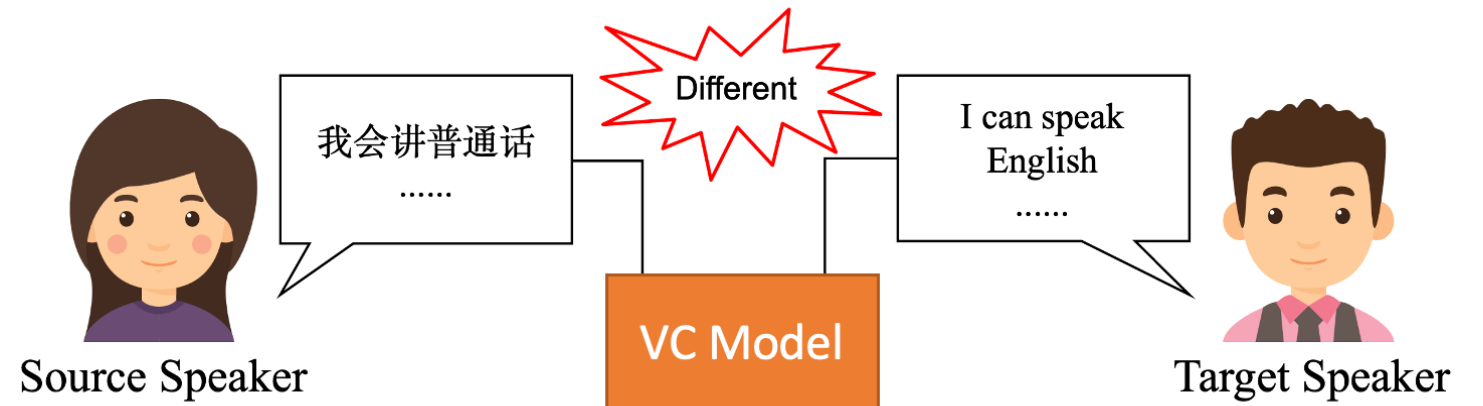 Different
我会讲普通话
......
I can speak
English
......
VC Model
Source Speaker
Target Speaker